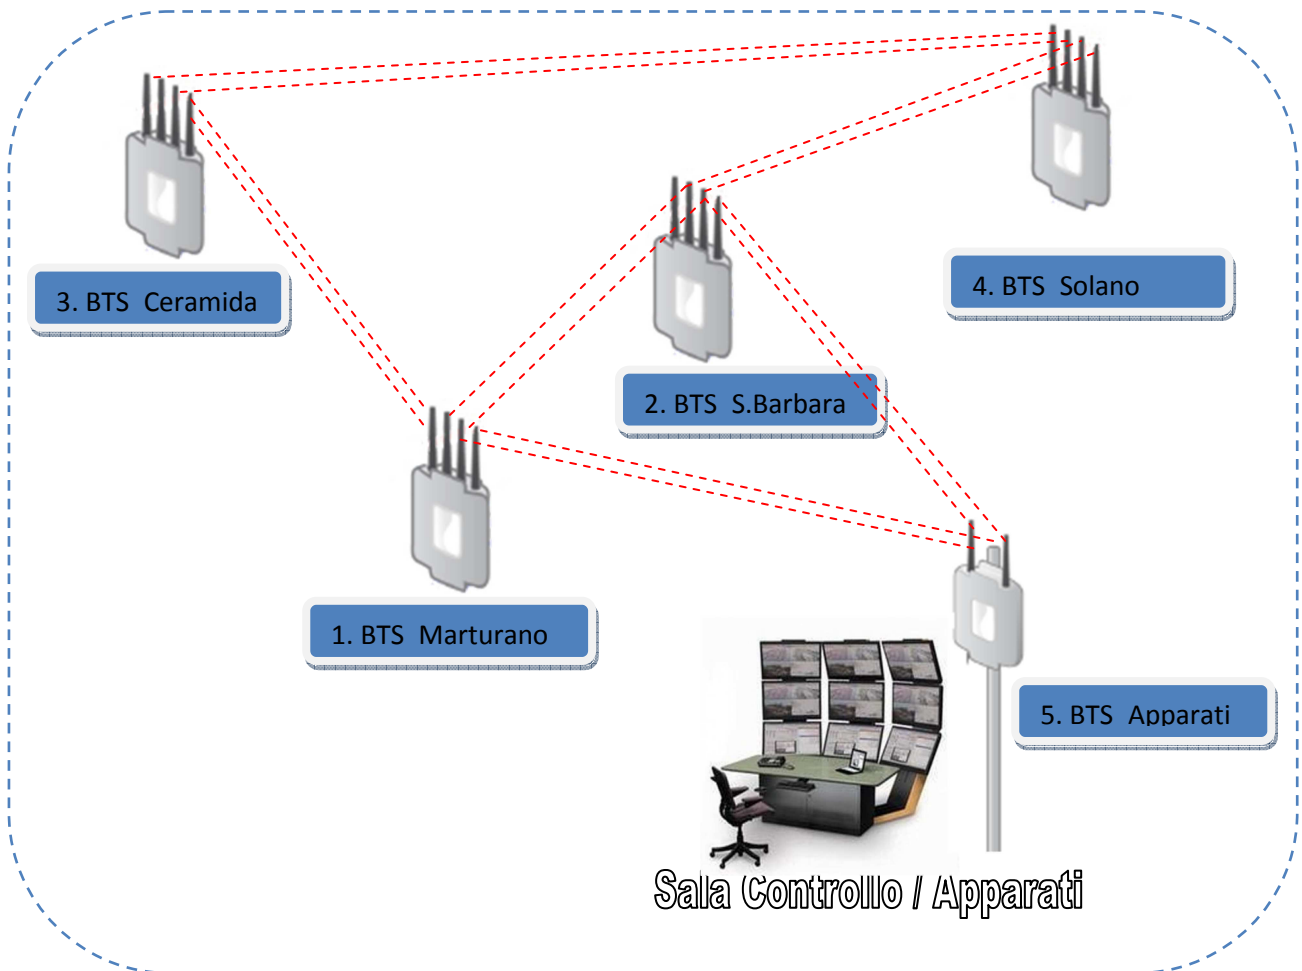 3. BTS Ceramida
4. BTS Solano
2. BTS S.Barbara
1. BTS Marturano
5. BTS Apparati
Sala Controllo / Apparati